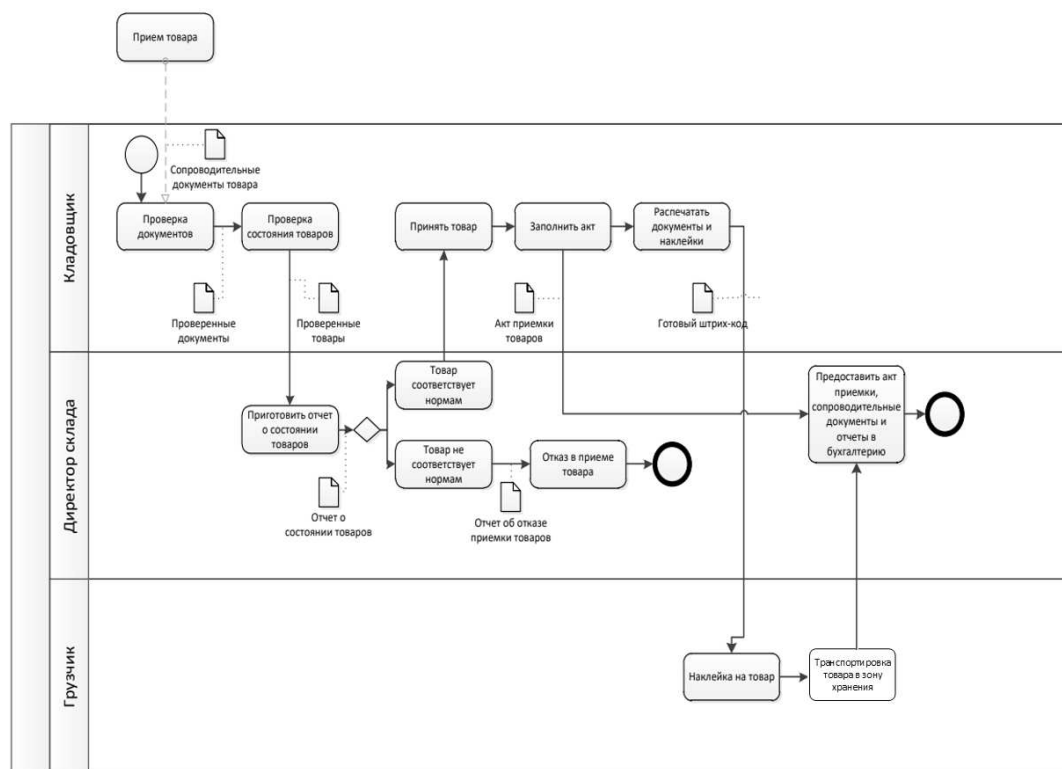 Прием товара
Кладовщик
Сопроводительные
документы товара
Проверка
документов
Проверка
состояния товаров
Принять товар
Заполнить акт
Распечатать
документы и
наклейки
Проверенные
документы
Проверенные
товары
Акт приемки
товаров
Готовый штрих-код
Директор склада
Приготовить отчет
о состоянии
товаров
Товар
соответствует
нормам
Товар не
соответствует
нормам
Отказ в приеме
товара
Предоставить акт
приемки,
сопроводительные
документы и
отчеты в
бухгалтерию
Отчет о
состоянии товаров
Отчет об отказе
приемки товаров
Грузчик
Наклейка на товар
Транспортировка
товара в зону
хранения